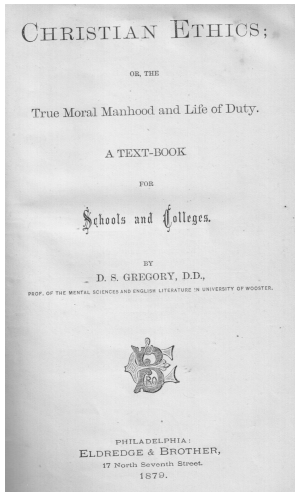 CHRISTIAN ETHICS;
OR, THE
True Moral Manhood and Life of Duty.
A TEXT-BOOK
FOR
Schools and Colleges.
BY
D. S. GREGORY, D.D.,
PROF. OF THE MENTAL SCIENCES AND ENGLISH LITERATURE IN UNIVERSITY OF WOOSTER.
PHILADELPHIA:
ELDREDGE & BROTHER,
17 North Seventh Street.
1879.